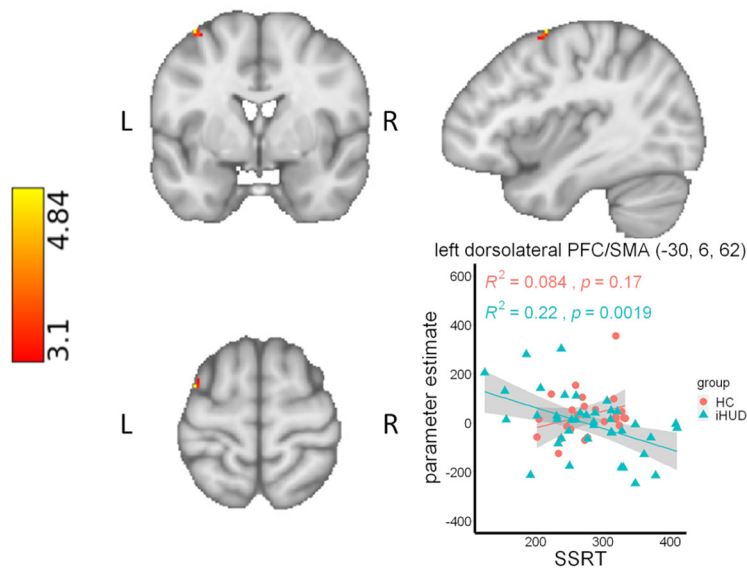 L
R
4.84
3.1
left dorsolateral PFC/SMA (-30, 6, 62)
R² = 0.084 , p = 0.17
R² = 0.22 , p = 0.0019
600
400
200
0
-200
-400
parameter estimate
group
HC
iHUD
L
R
200
300
400
SSRT